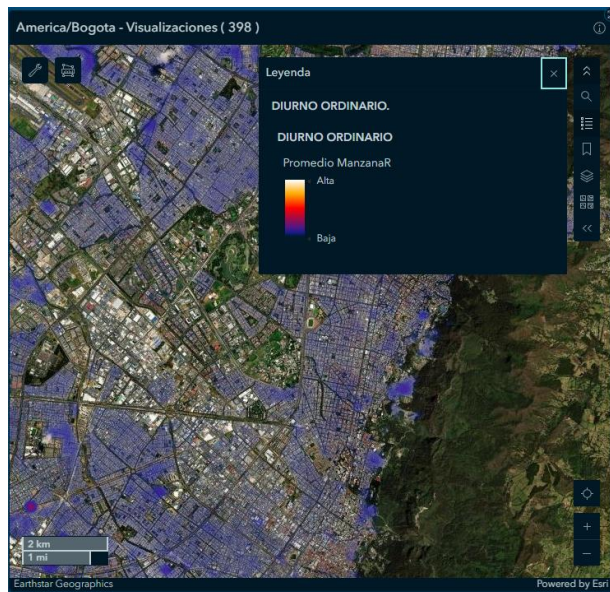 America/Bogota - Visualizaciones ( 398 )
Leyenda
DIURNO ORDINARIO.
DIURNO ORDINARIO
Promedio ManzanaR
Alta
Baja
2 km
1 mi
Earthstar Geographics
Powered by Esri